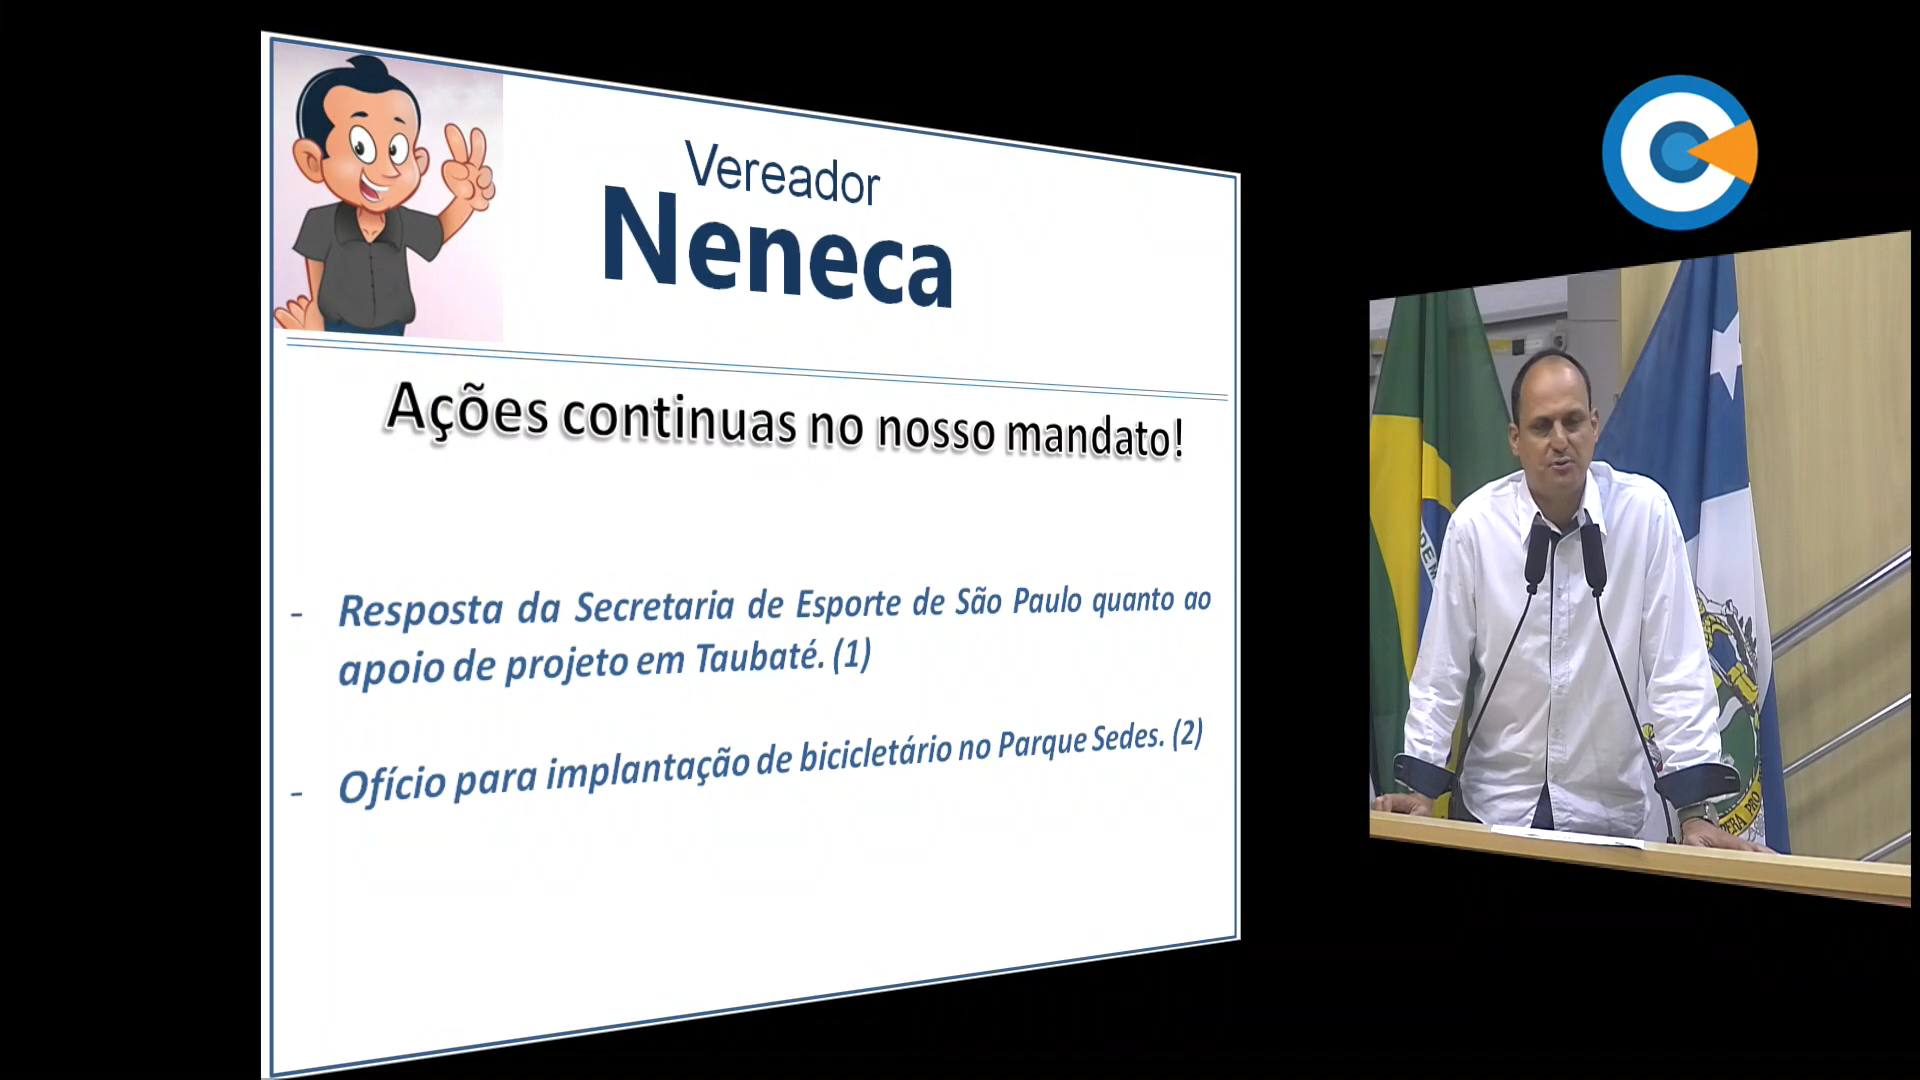 Vereador
Neneca
Ações continuas no nosso mandato!
- Resposta da Secretaria de Esporte de São Paulo quanto ao
apoio de projeto em Taubaté. (1)
- Ofício para implantação de bicicletário no Parque Sedes. (2)
PRO